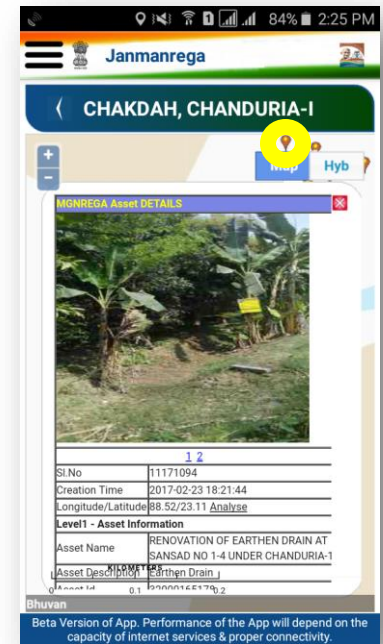 84% 2:25 PM
Janmanrega
CHAKDAH, CHANDURIA-I
+
Map Hyb
-
MGNREGA Asset DETAILS
1 2
Sl.No 11171094
Creation Time 2017-02-23 18:21:44
Longitude/Latitude 88.52/23.11 Analyse
Level1 - Asset Information
Asset Name RENOVATION OF EARTHEN DRAIN AT
SANSAD NO 1-4 UNDER CHANDURIA-1
Asset Description Earthen Drain
KILOMETERS
0 0.1 0.2
Bhuvan
Beta Version of App. Performance of the App will depend on the
capacity of internet services & proper connectivity.